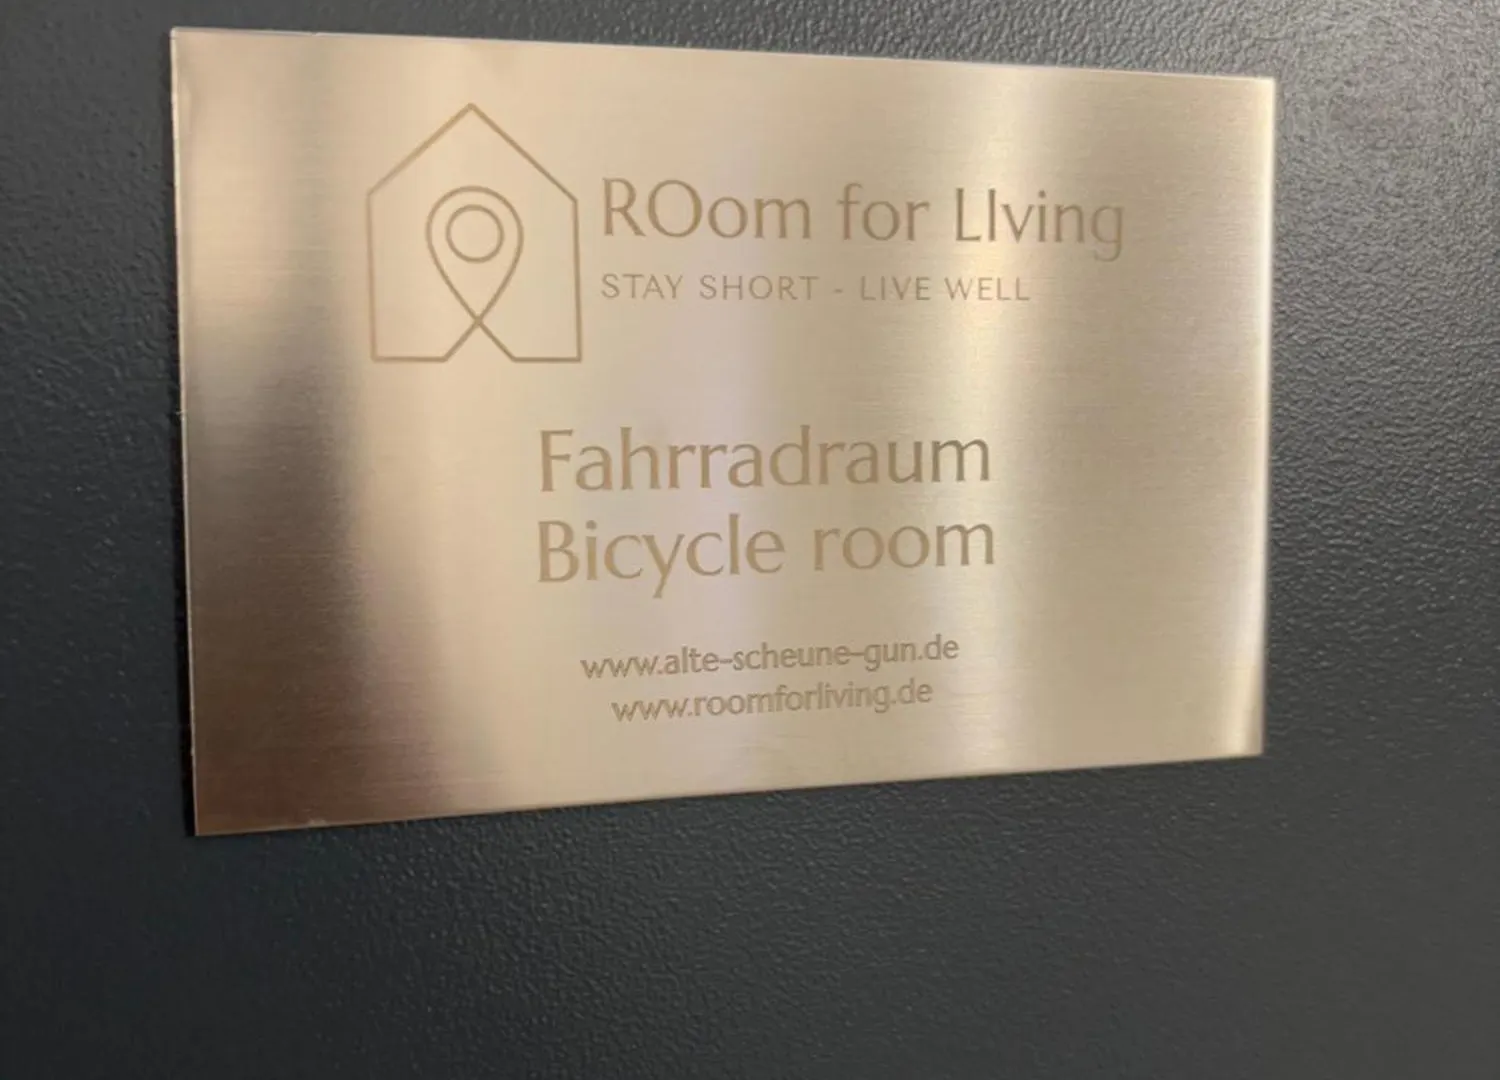 ROom for LIving
STAY SHORT - LIVE WELL
Fahrradraum
Bicycle room
www.alte-scheune-gun.de
www.roomforliving.de